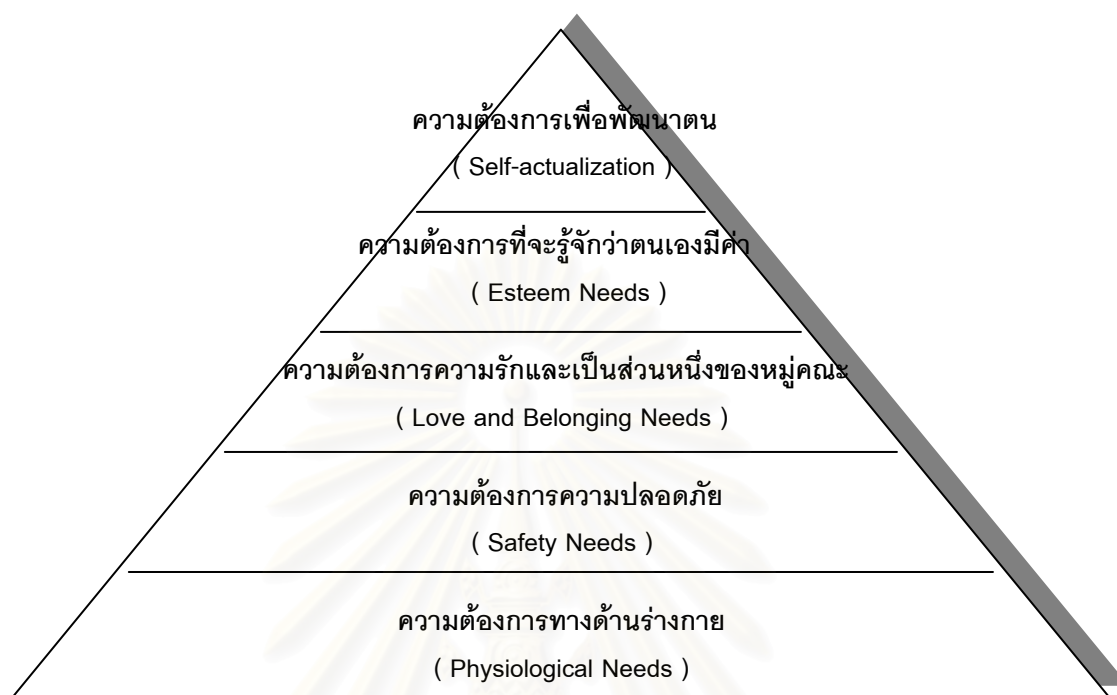 ความต้องการเพื่อพัฒนาตน
( Self-actualization )
ความต้องการที่จะรู้จักว่าตนเองมีค่า
( Esteem Needs )
ความต้องการความรักและเป็นส่วนหนึ่งของหมู่คณะ
( Love and Belonging Needs )
ความต้องการความปลอดภัย
( Safety Needs )
ความต้องการทางด้านร่างกาย
( Physiological Needs )